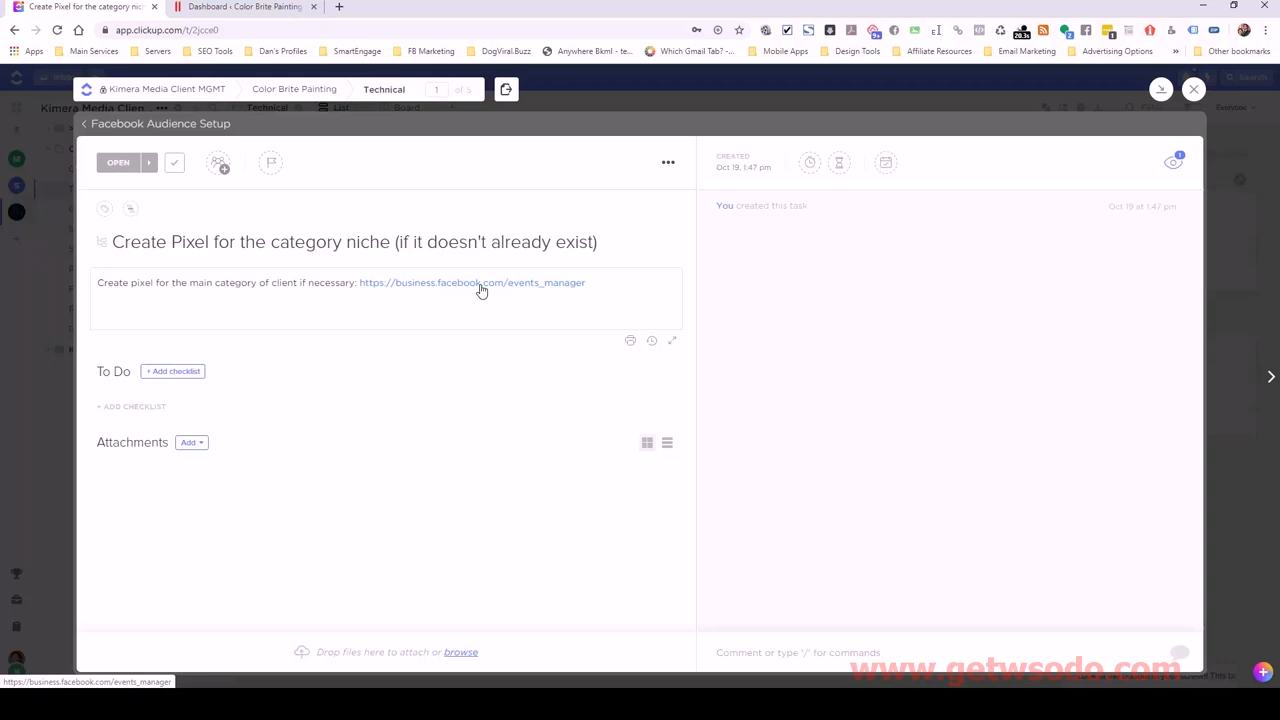 Create Pixel for the category nich
Dashboard ‹ Color Brite Painting
app.clickup.com/t/2jcce0
Apps
Main Services
Servers
SEO Tools
Dan's Profiles
SmartEngage
FB Marketing
DogViral.Buzz
Anywhere Bkml - te...
Which Gmail Tab? -...
Mobile Apps
Design Tools
Affiliate Resources
Email Marketing
Advertising Options
»
Other bookmarks
Kimera Media Client MGMT
Color Brite Painting
Technical
1 of 5
Search
Kimera Media Clien...
Technical
List
Board
Everyone
Facebook Audience Setup
OPEN
CREATED
Oct 19, 1:47 pm
1
You created this task
Oct 19 at 1:47 pm
Create Pixel for the category niche (if it doesn't already exist)
Create pixel for the main category of client if necessary: https://business.facebook.com/events_manager
To Do
+ Add checklist
+ ADD CHECKLIST
Attachments
Add
Drop files here to attach or browse
Comment or type '/' for commands
www.getwsodo.com
https://business.facebook.com/events_manager